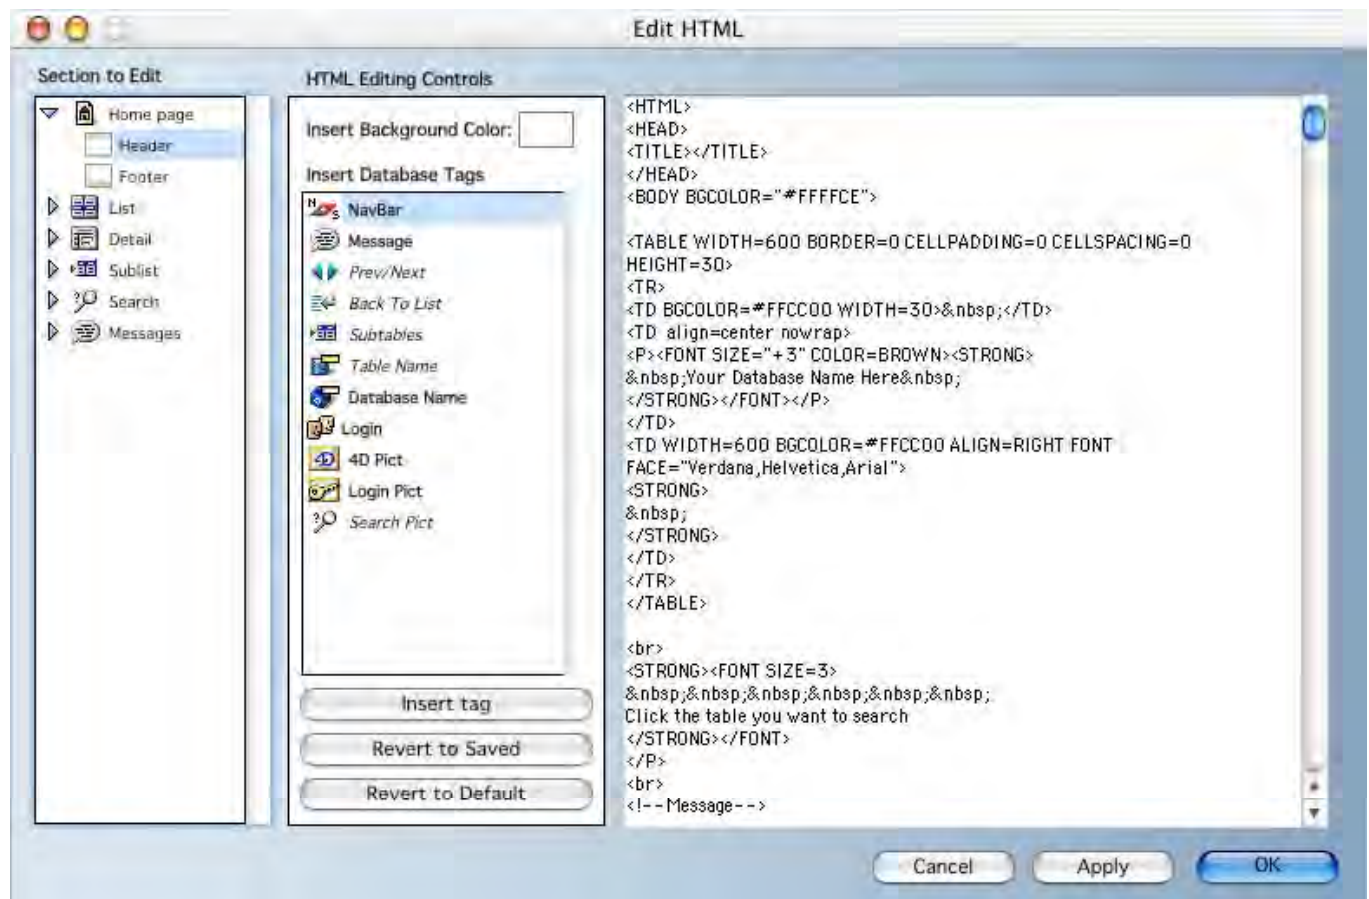 Edit HTML
Section to Edit
Home page
Header
Footer
List
Detail
Sublist
Search
Messages
HTML Editing Controls
Insert Background Color:
Insert Database Tags
NavBar
Message
Prev/Next
Back To List
Subtables
Table Name
Database Name
Login
4D Pict
Login Pict
Search Pict
Insert tag
Revert to Saved
Revert to Default
<HTML>
<HEAD>
<TITLE></TITLE>
</HEAD>
<BODY BGCOLOR="#FFFFCE">
<TABLE WIDTH=600 BORDER=0 CELLPADDING=0 CELLSPACING=0
HEIGHT=30>
<TR>
<TD BGCOLOR=#FFCC00 WIDTH=30>&nbsp;</TD>
<TD align=center nowrap>
<P><FONT SIZE="+3" COLOR=BROWN><STRONG>
&nbsp;Your Database Name Here&nbsp;
</STRONG></FONT></P>
</TD>
<TD WIDTH=600 BGCOLOR=#FFCC00 ALIGN=RIGHT FONT
FACE="Verdana,Helvetica,Arial">
<STRONG>
&nbsp;
</STRONG>
</TD>
</TR>
</TABLE>
<br>
<STRONG><FONT SIZE=3>
&nbsp;&nbsp;&nbsp;&nbsp;&nbsp;&nbsp;
Click the table you want to search
</STRONG></FONT>
</P>
<br>
<!--Message-->
Cancel
Apply
OK